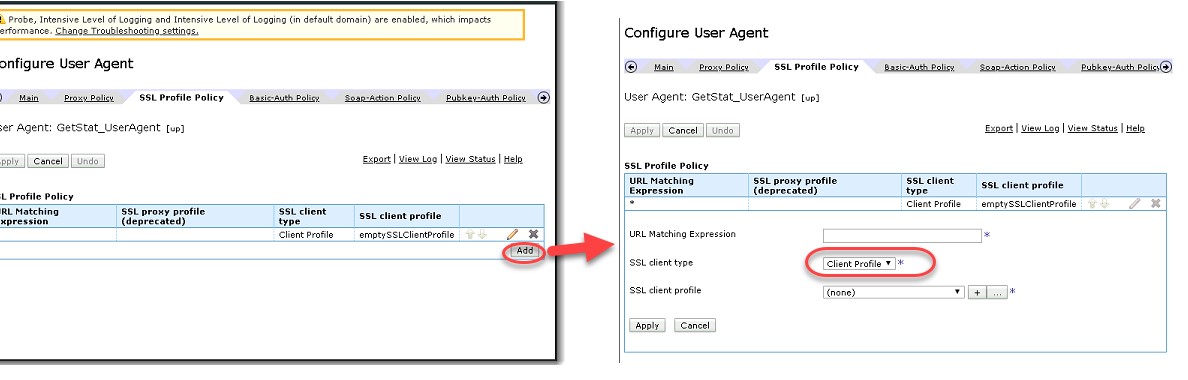 Probe, Intensive Level of Logging and Intensive Level of Logging (in default domain) are enabled, which impacts
erformance. Change Troubleshooting settings.
onfigure User Agent
Main Proxy Policy SSL Profile Policy Basic-Auth Policy Soap-Action Policy Pubkey-Auth Policy
ser Agent: GetStat_UserAgent [up]
pply Cancel Undo
Export | View Log | View Status | Help
SL Profile Policy
URL Matching
Expression
SSL proxy profile
(deprecated)
SSL client
type
SSL client profile
Client Profile emptySSLClientProfile
Add
Configure User Agent
Main Proxy Policy SSL Profile Policy Basic-Auth Policy Soap-Action Policy Pubkey-Auth Policy
User Agent: GetStat_UserAgent [up]
Apply Cancel Undo
Export | View Log | View Status | Help
SSL Profile Policy
URL Matching
Expression
SSL proxy profile
(deprecated)
SSL client
type
SSL client profile
* Client Profile emptySSLClientProfile
URL Matching Expression *
SSL client type Client Profile *
SSL client profile (none) + ... *
Apply Cancel